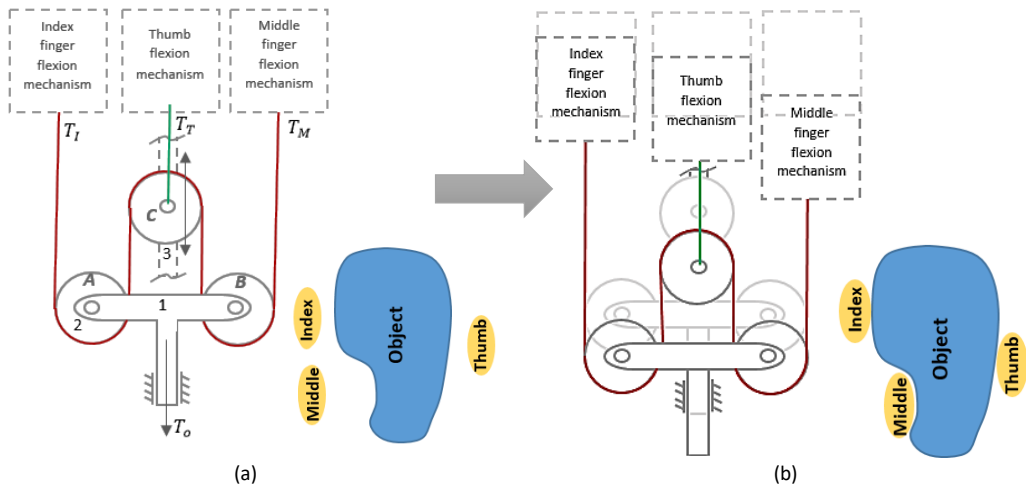 Index
finger
flexion
mechanism
Thumb
flexion
mechanism
Middle
finger
flexion
mechanism
T_I
T_T
T_M
C
3
A
B
1
2
T_o
Index
Middle
Object
Thumb
(a)
Index
finger
flexion
mechanism
Thumb
flexion
mechanism
Middle
finger
flexion
mechanism
Index
Middle
Object
Thumb
(b)